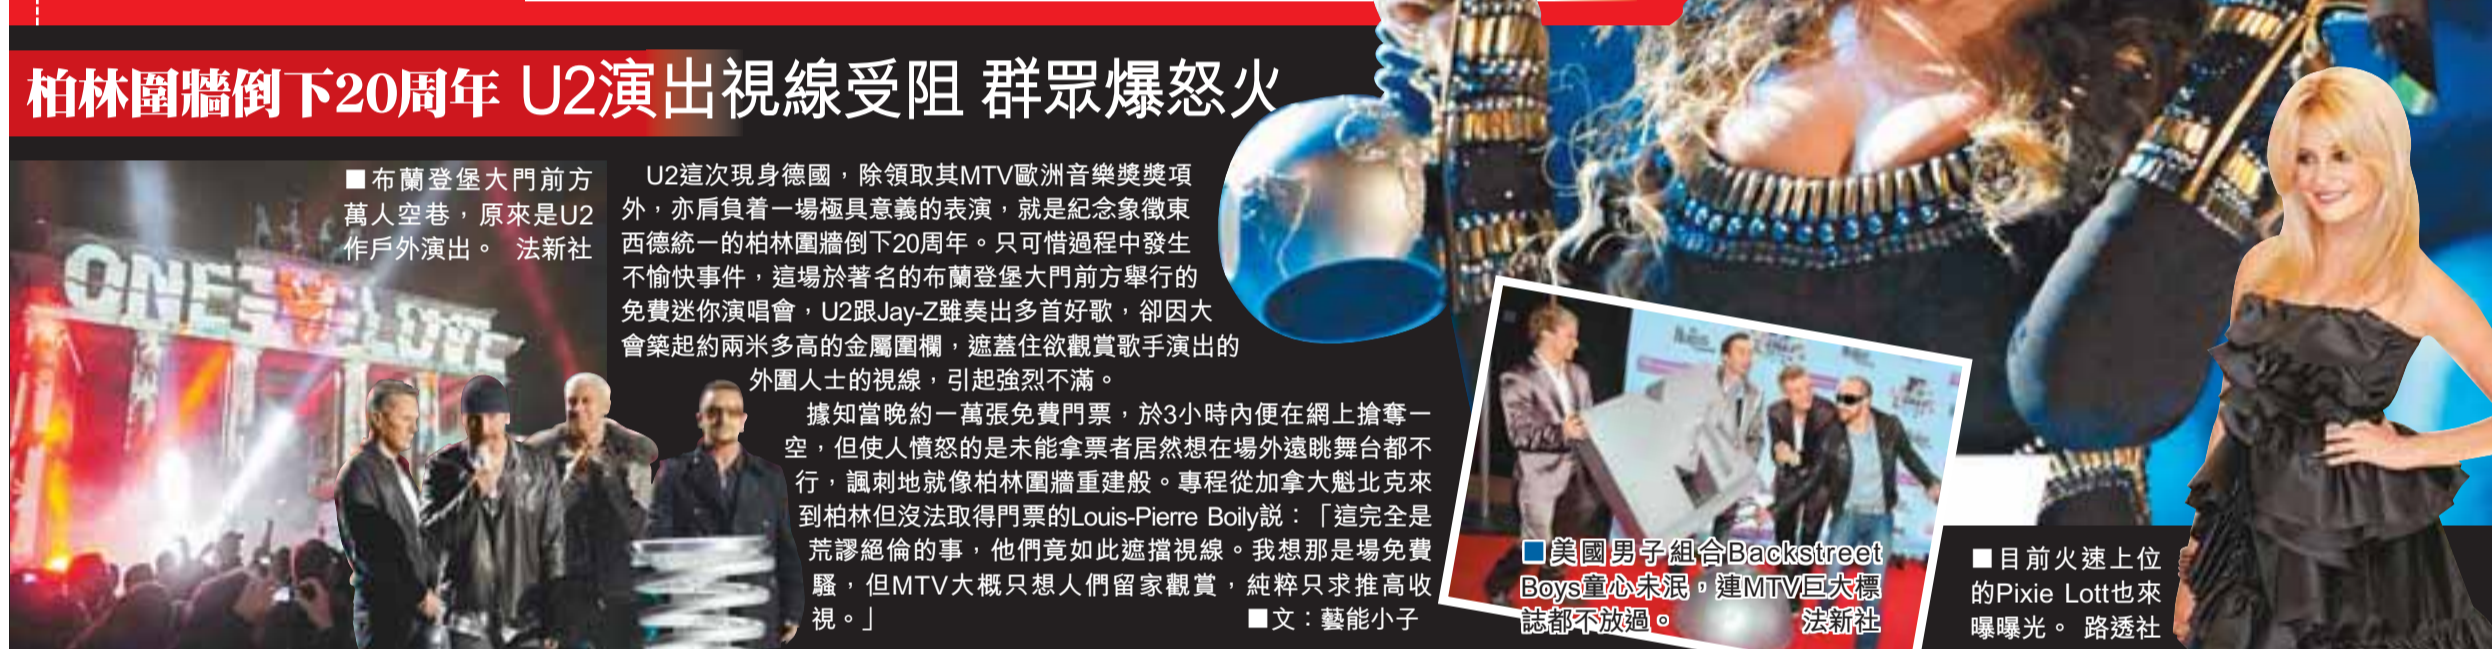 柏林圍牆倒下20周年 U2演出視線受阻 群眾爆怒火
■布蘭登堡大門前方
萬人空巷，原來是U2
作戶外演出。 法新社
ONE LOVE
U2這次現身德國，除領取其MTV歐洲音樂獎獎項
外，亦肩負着一場極具意義的表演，就是紀念象徵東
西德統一的柏林圍牆倒下20周年。只可惜過程中發生
不愉快事件，這場於著名的布蘭登堡大門前方舉行的
免費迷你演唱會，U2跟Jay-Z雖奏出多首好歌，卻因大
會築起約兩米多高的金屬圍欄，遮蓋住欲觀賞歌手演出的
外圍人士的視線，引起強烈不滿。
據知當晚約一萬張免費門票，於3小時內便在網上搶奪一
空，但使人憤怒的是未能拿票者居然想在場外遠眺舞台都不
行，諷刺地就像柏林圍牆重建般。專程從加拿大魁北克來
到柏林但沒法取得門票的Louis-Pierre Boily説：「這完全是
荒謬絕倫的事，他們竟如此遮擋視線。我想那是場免費
騷，但MTV大概只想人們留家觀賞，純粹只求推高收
視。」
■文：藝能小子
■美國男子組合Backstreet
Boys童心未泯，連MTV巨大標
誌都不放過。 法新社
■目前火速上位
的Pixie Lott也來
曝曝光。 路透社